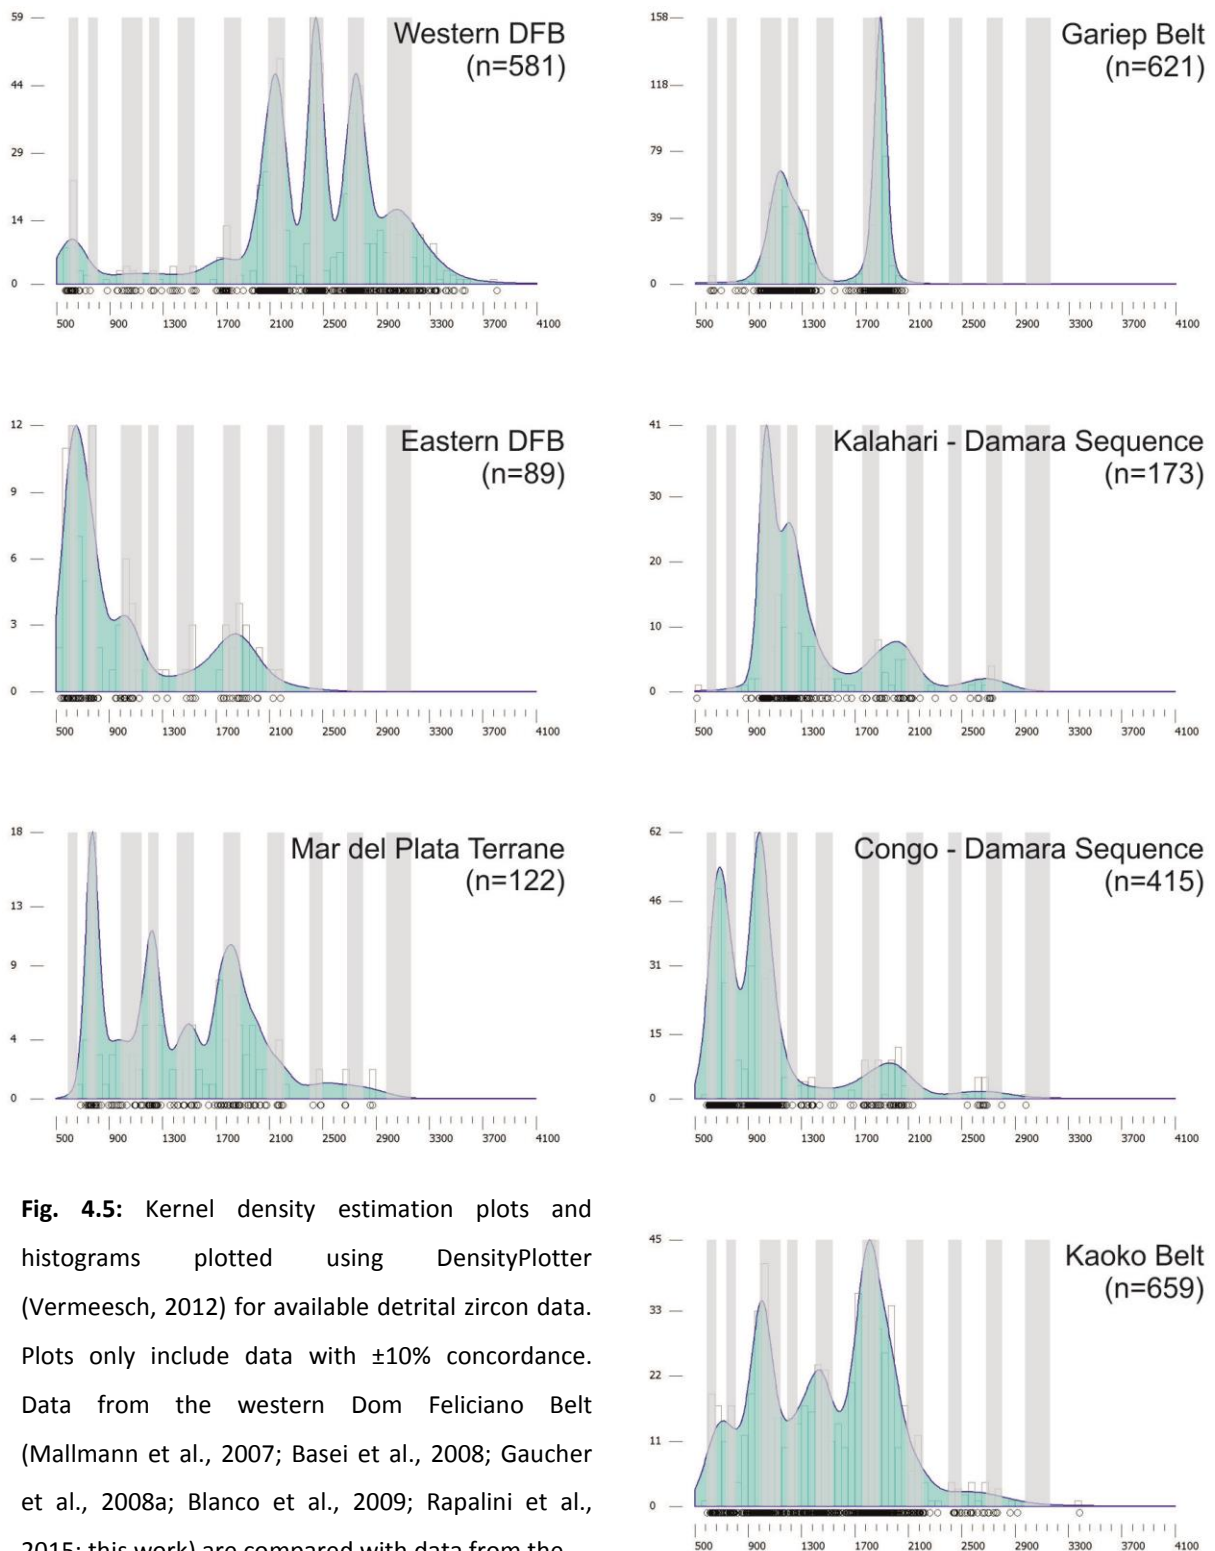 59
44
29
14
0
Western DFB
(n=581)
500 900 1300 1700 2100 2500 2900 3300 3700 4100
158
118
79
39
0
Gariep Belt
(n=621)
500 900 1300 1700 2100 2500 2900 3300 3700 4100
12
9
6
3
0
Eastern DFB
(n=89)
500 900 1300 1700 2100 2500 2900 3300 3700 4100
41
30
20
10
0
Kalahari - Damara Sequence
(n=173)
500 900 1300 1700 2100 2500 2900 3300 3700 4100
18
13
9
4
0
Mar del Plata Terrane
(n=122)
500 900 1300 1700 2100 2500 2900 3300 3700 4100
62
46
31
15
0
Congo - Damara Sequence
(n=415)
500 900 1300 1700 2100 2500 2900 3300 3700 4100
Fig. 4.5: Kernel density estimation plots and
histograms plotted using DensityPlotter
(Vermeesch, 2012) for available detrital zircon data.
Plots only include data with ±10% concordance.
Data from the western Dom Feliciano Belt
(Mallmann et al., 2007; Basei et al., 2008; Gaucher
et al., 2008a; Blanco et al., 2009; Rapalini et al.,
2015; this work) are compared with data from the
45
33
22
11
0
Kaoko Belt
(n=659)
500 900 1300 1700 2100 2500 2900 3300 3700 4100